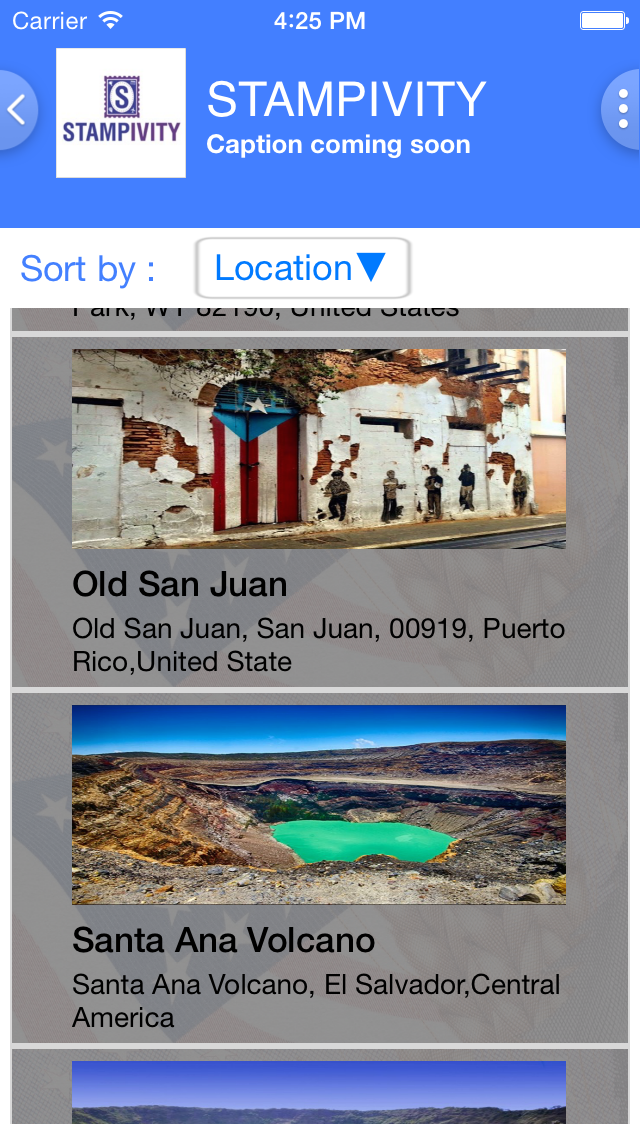 Carrier 4:25 PM
S
STAMPIVITY
STAMPIVITY
Caption coming soon
Sort by : Location▼
Park, WY 82190, United States
Old San Juan
Old San Juan, San Juan, 00919, Puerto
Rico,United State
Santa Ana Volcano
Santa Ana Volcano, El Salvador,Central
America